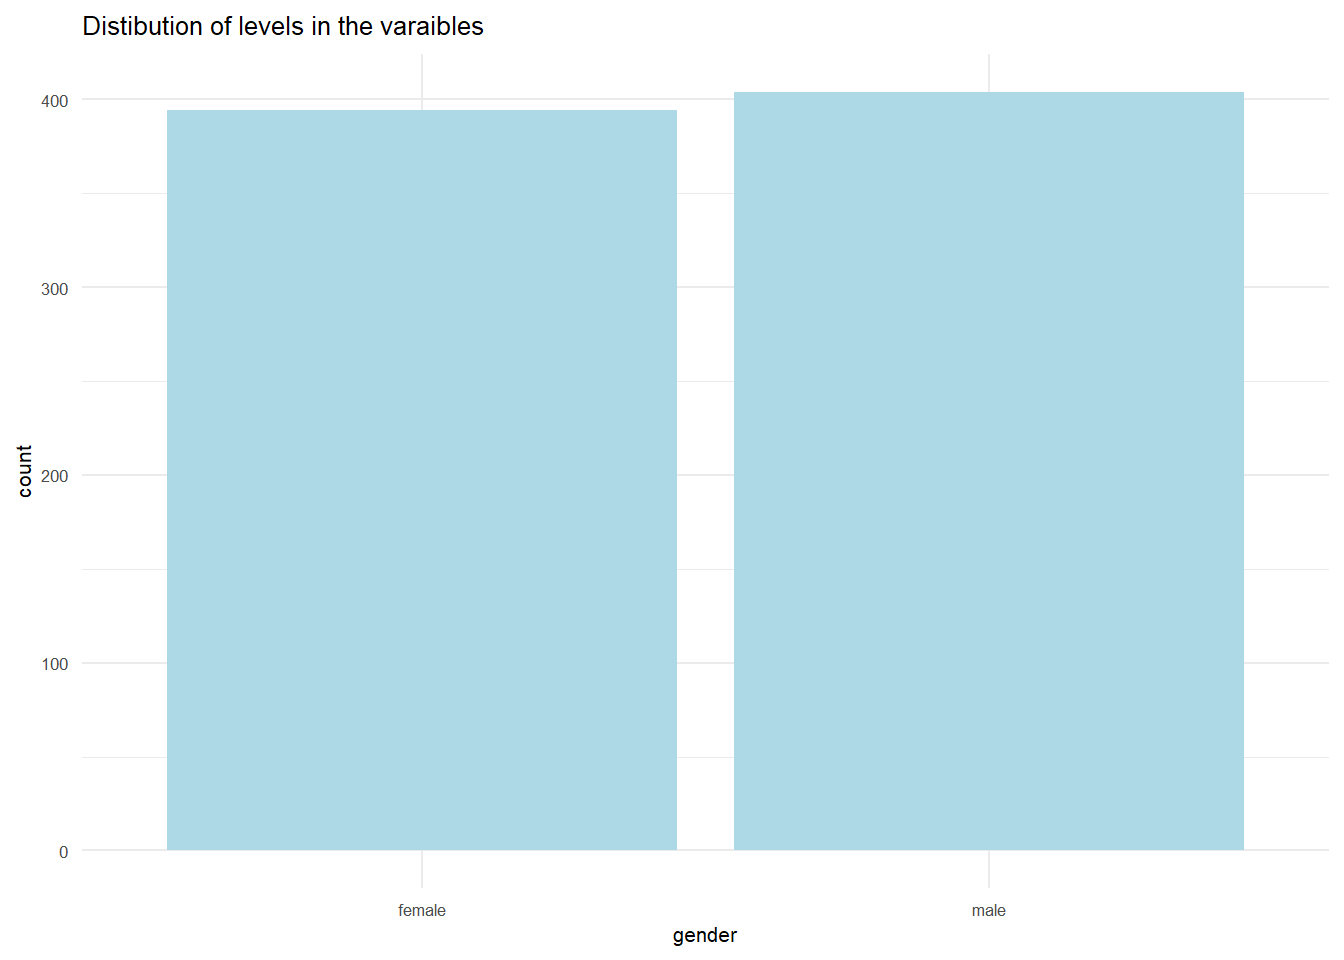 Distibution of levels in the varaibles
400
300
200
100
0
count
female
male
gender